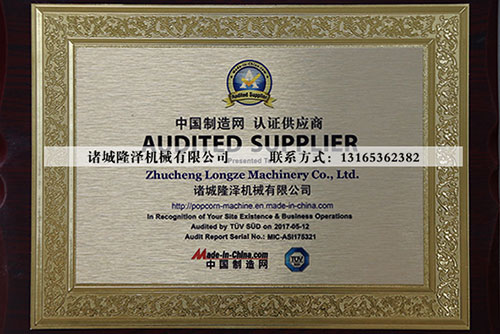 Audited Supplier
中国制造网 认证供应商
AUDITED SUPPLIER
Presented To
诸城隆泽机械有限公司 联系方式：13165362382
Zhucheng Longze Machinery Co., Ltd.
诸城隆泽机械有限公司
http://popcorn-machine.en.made-in-china.com
In Recognition of Your Site Existence & Business Operations
Audited by TÜV SÜD on 2017-05-12
Audit Report Serial No.: MIC-ASI175321
Made-in-China.com
中国制造网
TÜV